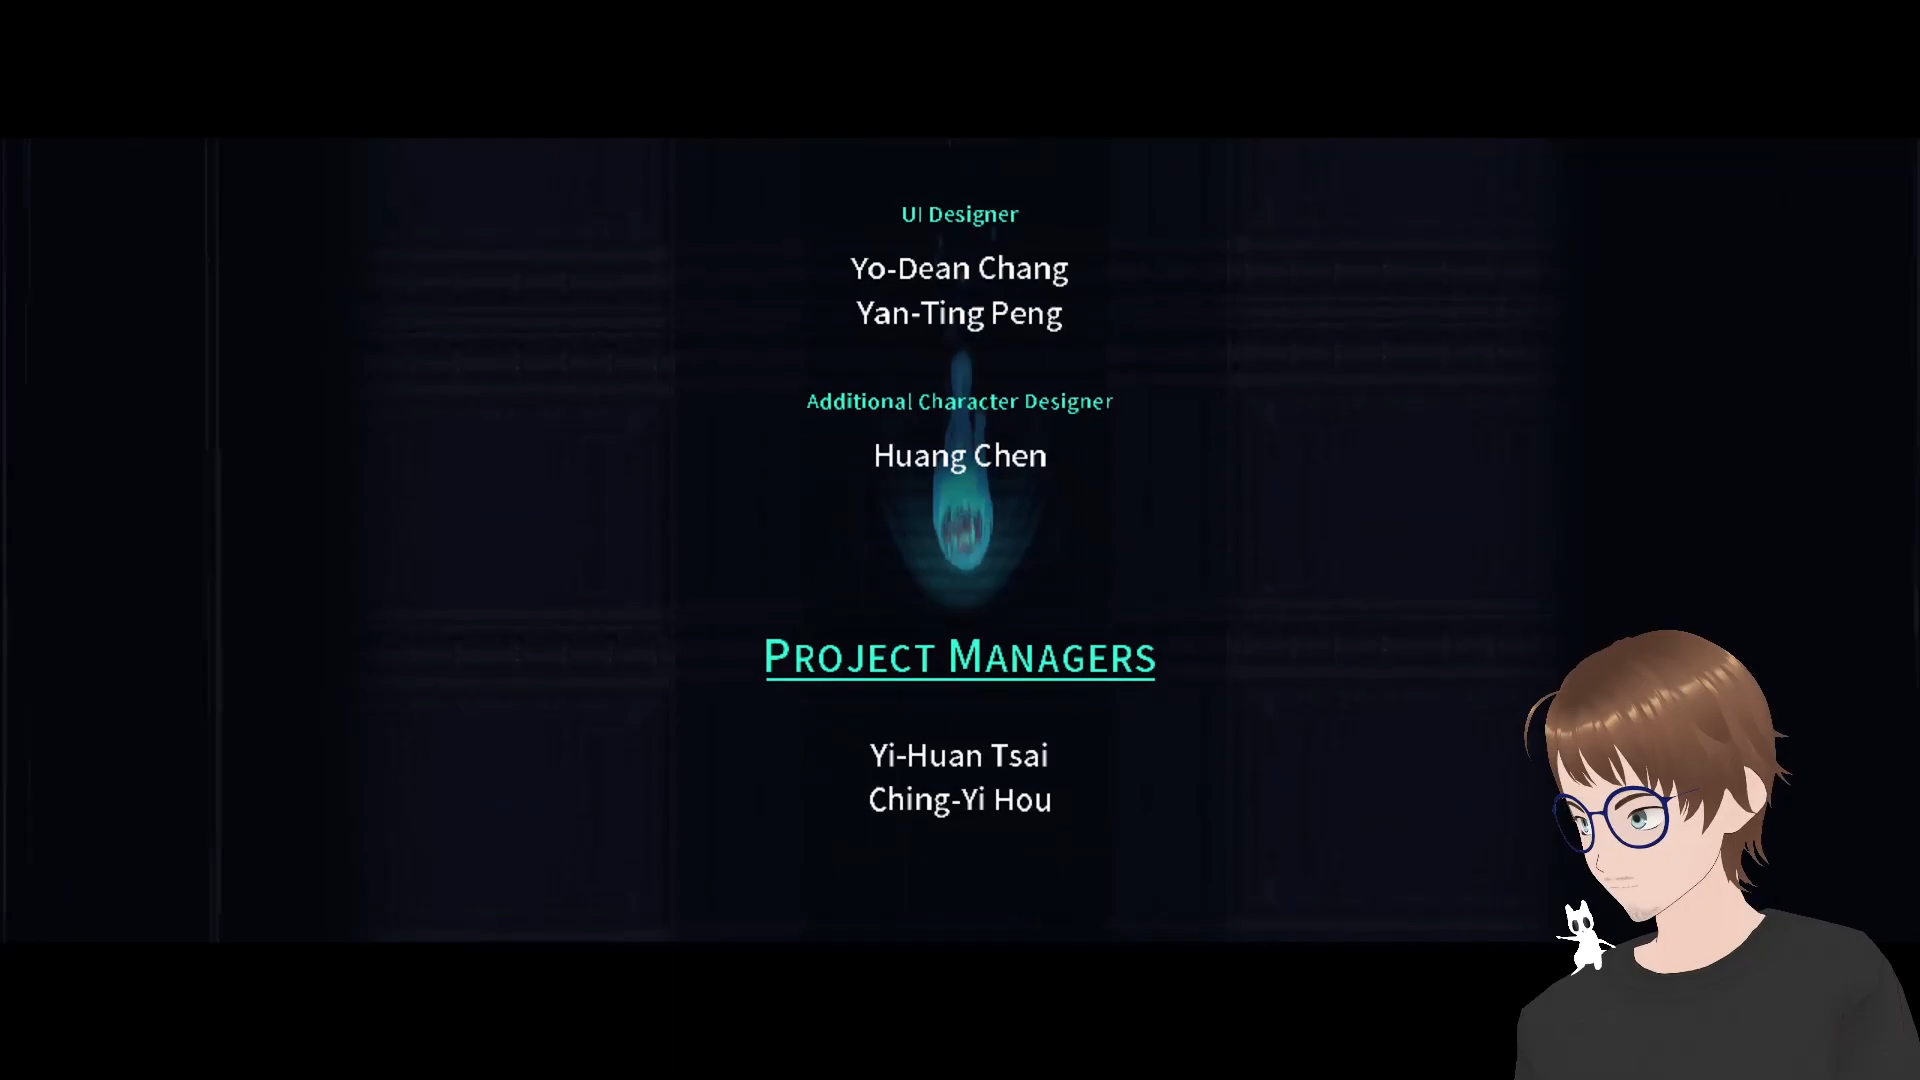 UI Designer
Yo-Dean Chang
Yan-Ting Peng
Additional Character Designer
Huang Chen
PROJECT MANAGERS
Yi-Huan Tsai
Ching-Yi Hou